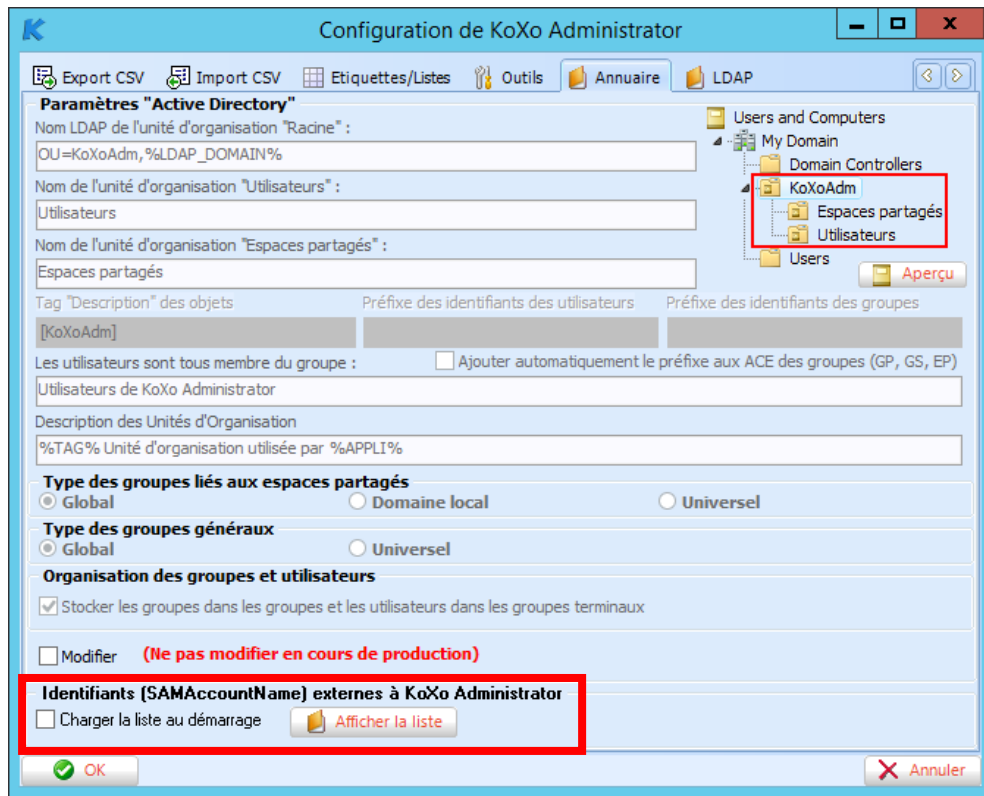 Configuration de KoXo Administrator
Export CSV Import CSV Etiquettes/Listes Outils Annuaire LDAP
Paramètres "Active Directory"
Nom LDAP de l'unité d'organisation "Racine" :
OU=KoXoAdm,%LDAP_DOMAIN%
Nom de l'unité d'organisation "Utilisateurs" :
Utilisateurs
Nom de l'unité d'organisation "Espaces partagés" :
Espaces partagés
Users and Computers
My Domain
Domain Controllers
KoXoAdm
Espaces partagés
Utilisateurs
Users
Aperçu
Tag "Description" des objets Préfixe des identifiants des utilisateurs Préfixe des identifiants des groupes
[KoXoAdm]
Les utilisateurs sont tous membre du groupe : Ajouter automatiquement le préfixe aux ACE des groupes (GP, GS, EP)
Utilisateurs de KoXo Administrator
Description des Unités d'Organisation
%TAG% Unité d'organisation utilisée par %APPLI%
Type des groupes liés aux espaces partagés
Global Domaine local Universel
Type des groupes généraux
Global Universel
Organisation des groupes et utilisateurs
Stocker les groupes dans les groupes et les utilisateurs dans les groupes terminaux
Modifier (Ne pas modifier en cours de production)
Identifiants (SAMAccountName) externes à KoXo Administrator
Charger la liste au démarrage Afficher la liste
OK Annuler